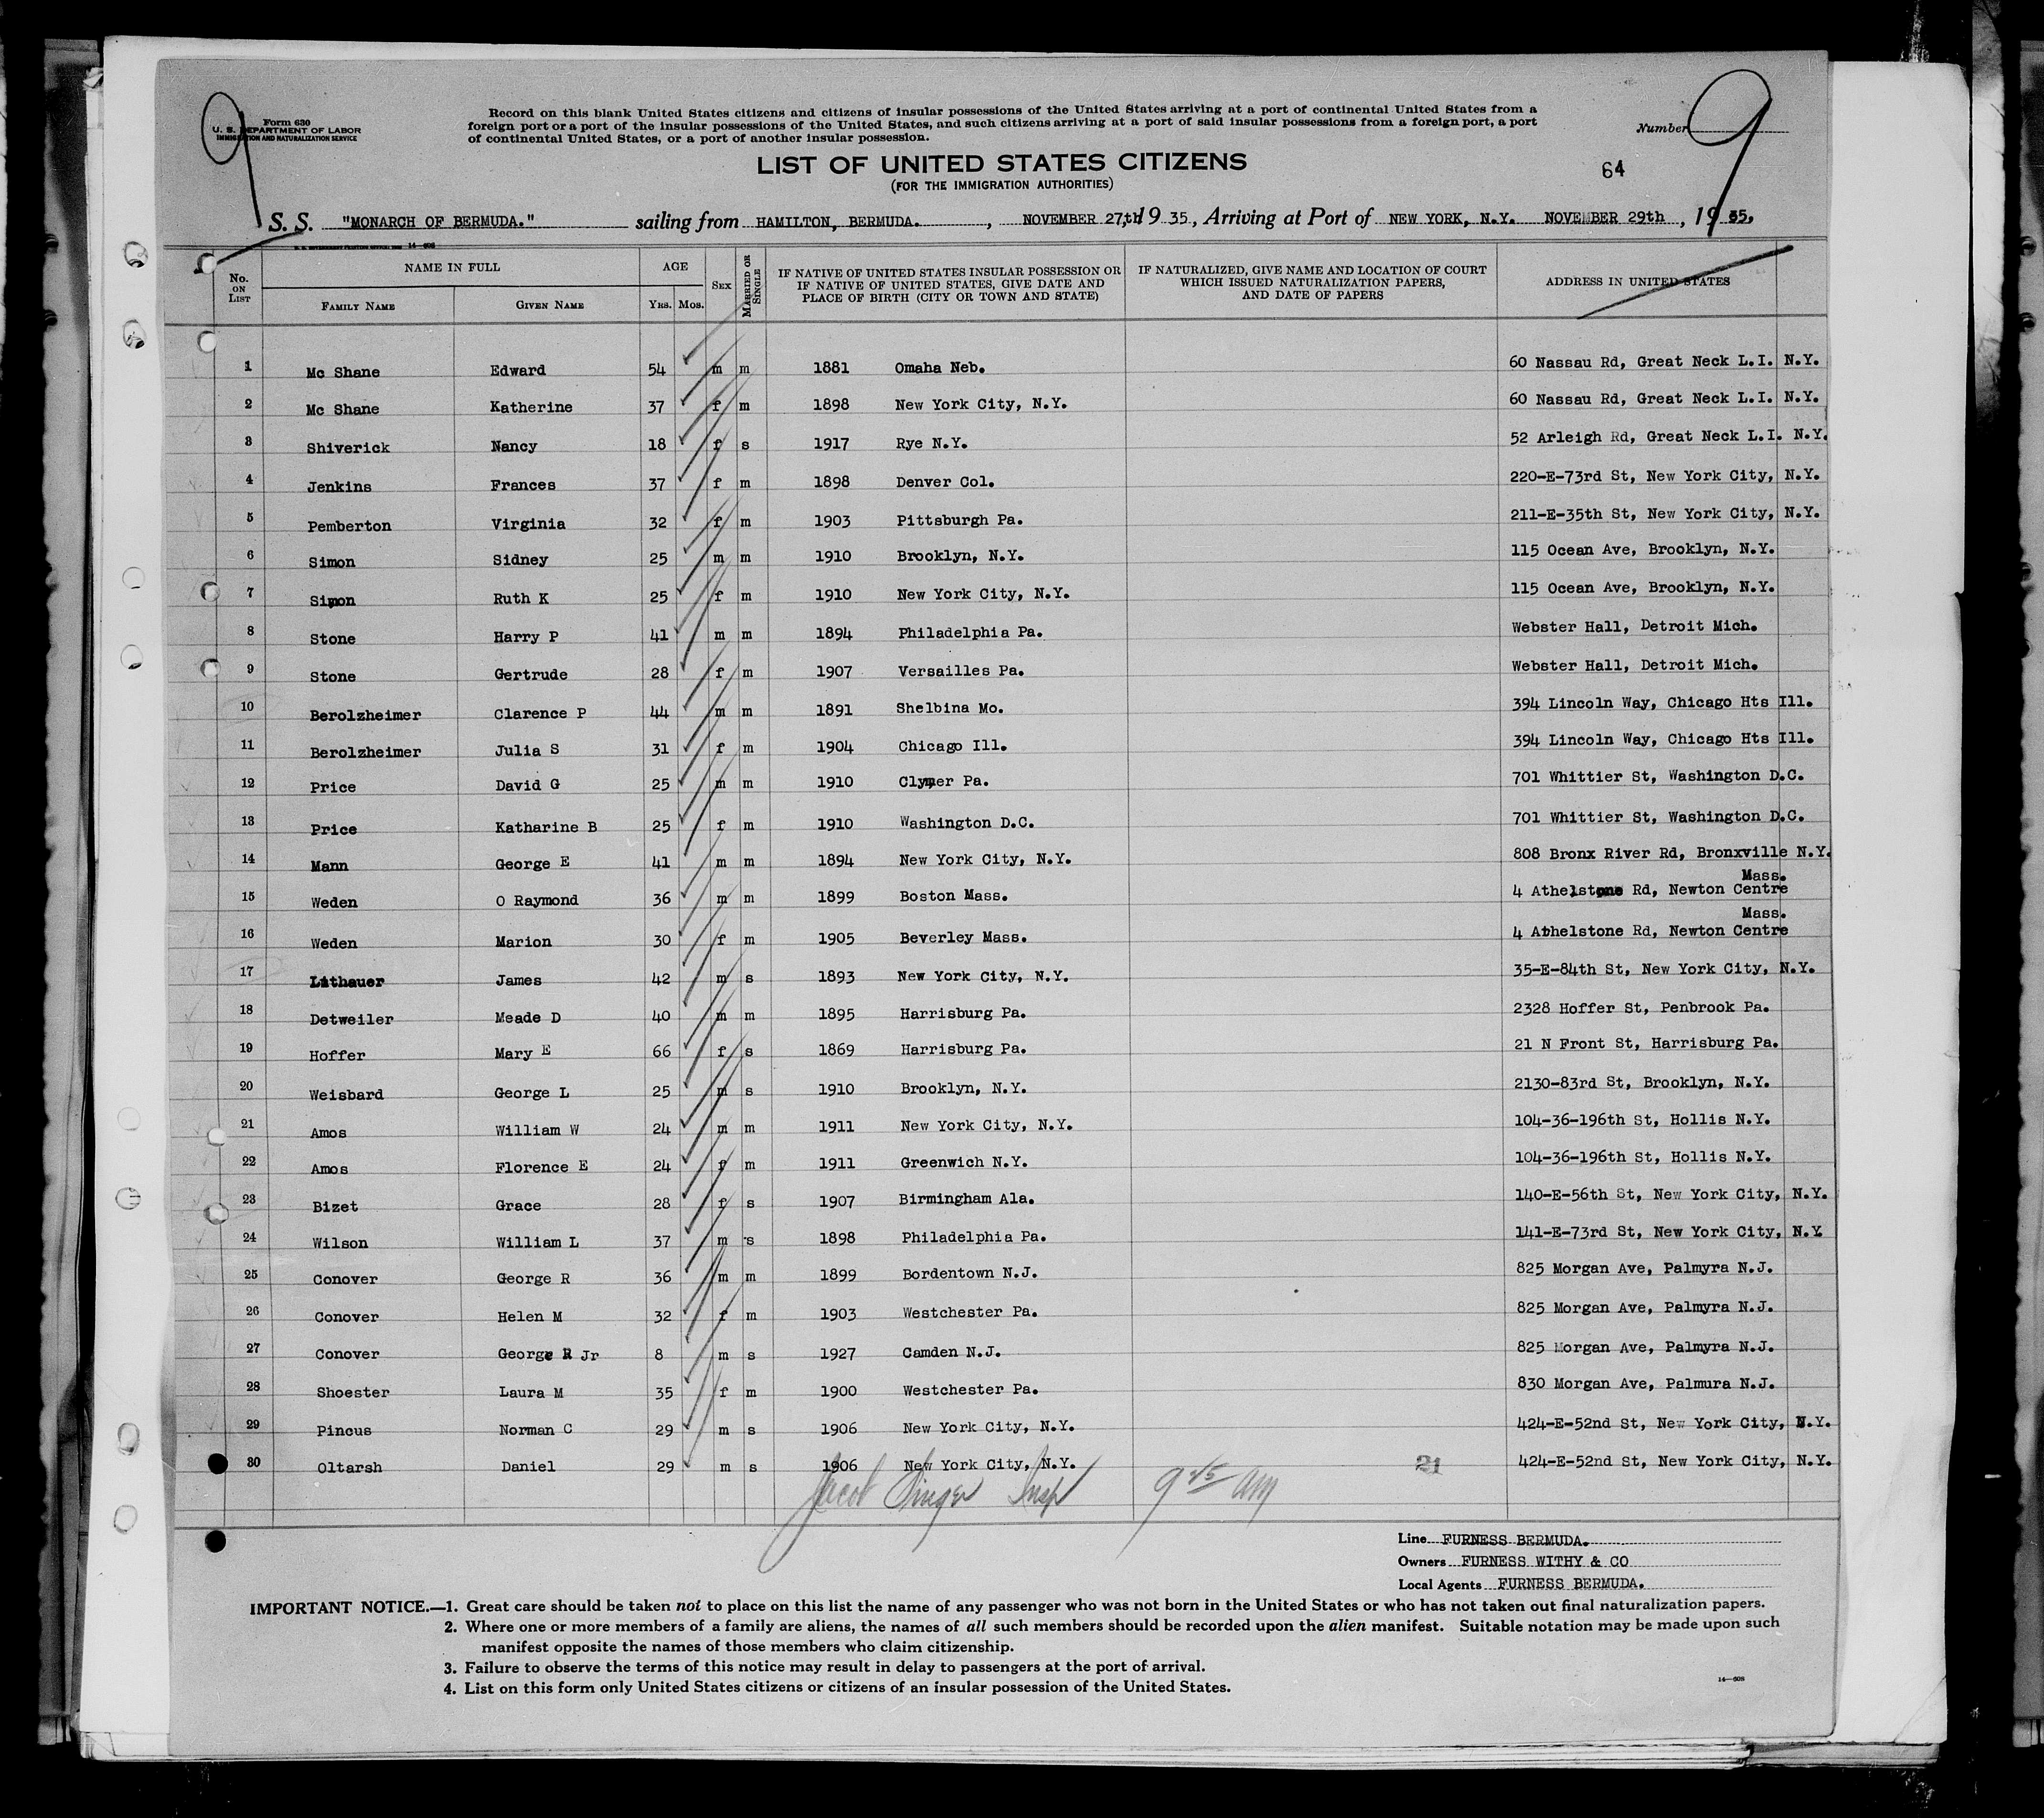 9
Form 630
U. S. DEPARTMENT OF LABOR
IMMIGRATION AND NATURALIZATION SERVICE
Record on this blank United States citizens and citizens of insular possessions of the United States arriving at a port of continental United States from a
foreign port or a port of the insular possessions of the United States, and such citizens arriving at a port of said insular possessions from a foreign port, a port
of continental United States, or a port of another insular possession.
Number 9
LIST OF UNITED STATES CITIZENS
(FOR THE IMMIGRATION AUTHORITIES)
64
S. S. "MONARCH OF BERMUDA." sailing from HAMILTON, BERMUDA. , NOVEMBER 27th, 1935, Arriving at Port of NEW YORK, N.Y. NOVEMBER 29th , 1935,
No. ON LIST NAME IN FULL FAMILY NAME GIVEN NAME AGE YRS. MOS. SEX MARRIED OR SINGLE IF NATIVE OF UNITED STATES INSULAR POSSESSION OR IF NATIVE OF UNITED STATES, GIVE DATE AND PLACE OF BIRTH (CITY OR TOWN AND STATE) IF NATURALIZED, GIVE NAME AND LOCATION OF COURT WHICH ISSUED NATURALIZATION PAPERS, AND DATE OF PAPERS ADDRESS IN UNITED STATES
1 Mc Shane Edward 54 m m 1881 Omaha Neb. 60 Nassau Rd, Great Neck L.I. N.Y.
2 Mc Shane Katherine 37 f m 1898 New York City, N.Y. 60 Nassau Rd, Great Neck L.I. N.Y.
3 Shiverick Nancy 18 f s 1917 Rye N.Y. 52 Arleigh Rd, Great Neck L.I. N.Y.
4 Jenkins Frances 37 f m 1898 Denver Col. 220-E-73rd St, New York City, N.Y.
5 Pemberton Virginia 32 f m 1903 Pittsburgh Pa. 211-E-35th St, New York City, N.Y.
6 Simon Sidney 25 m m 1910 Brooklyn, N.Y. 115 Ocean Ave, Brooklyn, N.Y.
7 Simon Ruth K 25 f m 1910 New York City, N.Y. 115 Ocean Ave, Brooklyn, N.Y.
8 Stone Harry P 41 m m 1894 Philadelphia Pa. Webster Hall, Detroit Mich.
9 Stone Gertrude 28 f m 1907 Versailles Pa. Webster Hall, Detroit Mich.
10 Berolzheimer Clarence P 44 m m 1891 Shelbina Mo. 394 Lincoln Way, Chicago Hts Ill.
11 Berolzheimer Julia S 31 f m 1904 Chicago Ill. 394 Lincoln Way, Chicago Hts Ill.
12 Price David G 25 m m 1910 Clymer Pa. 701 Whittier St, Washington D.C.
13 Price Katharine B 25 f m 1910 Washington D.C. 701 Whittier St, Washington D.C.
14 Mann George E 41 m m 1894 New York City, N.Y. 808 Bronx River Rd, Bronxville N.Y.
15 Weden O Raymond 36 m m 1899 Boston Mass. 4 Athelstone Rd, Newton Centre Mass.
16 Weden Marion 30 f m 1905 Beverley Mass. 4 Athelstone Rd, Newton Centre Mass.
17 Lithauer James 42 m s 1893 New York City, N.Y. 35-E-84th St, New York City, N.Y.
18 Detweiler Meade D 40 m m 1895 Harrisburg Pa. 2328 Hoffer St, Penbrook Pa.
19 Hoffer Mary E 66 f s 1869 Harrisburg Pa. 21 N Front St, Harrisburg Pa.
20 Weisbard George L 25 m s 1910 Brooklyn, N.Y. 2130-83rd St, Brooklyn, N.Y.
21 Amos William W 24 m m 1911 New York City, N.Y. 104-36-196th St, Hollis N.Y.
22 Amos Florence E 24 f m 1911 Greenwich N.Y. 104-36-196th St, Hollis N.Y.
23 Bizet Grace 28 f s 1907 Birmingham Ala. 140-E-56th St, New York City, N.Y.
24 Wilson William L 37 m s 1898 Philadelphia Pa. 141-E-73rd St, New York City, N.Y.
25 Conover George R 36 m m 1899 Bordentown N.J. 825 Morgan Ave, Palmyra N.J.
26 Conover Helen M 32 f m 1903 Westchester Pa. 825 Morgan Ave, Palmyra N.J.
27 Conover George R Jr 8 m s 1927 Camden N.J. 825 Morgan Ave, Palmyra N.J.
28 Shoester Laura M 35 f m 1900 Westchester Pa. 830 Morgan Ave, Palmura N.J.
29 Pincus Norman C 29 m s 1906 New York City, N.Y. 424-E-52nd St, New York City, N.Y.
30 Oltarsh Daniel 29 m s 1906 New York City, N.Y. 21 424-E-52nd St, New York City, N.Y.
Jacob Singer Insp 9 45 am
Line FURNESS BERMUDA.
Owners FURNESS WITHY & CO
Local Agents FURNESS BERMUDA.
IMPORTANT NOTICE.—1. Great care should be taken not to place on this list the name of any passenger who was not born in the United States or who has not taken out final naturalization papers.
2. Where one or more members of a family are aliens, the names of all such members should be recorded upon the alien manifest. Suitable notation may be made upon such
manifest opposite the names of those members who claim citizenship.
3. Failure to observe the terms of this notice may result in delay to passengers at the port of arrival.
4. List on this form only United States citizens or citizens of an insular possession of the United States.
14—608